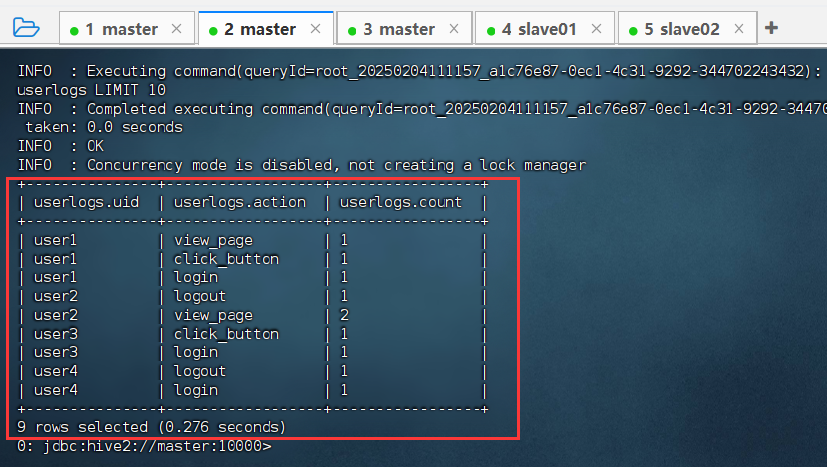 1 master × 2 master × 3 master × 4 slave01 × 5 slave02 × +
INFO  : Executing command(queryId=root_20250204111157_a1c76e87-0ec1-4c31-9292-344702243432):
userlogs LIMIT 10
INFO  : Completed executing command(queryId=root_20250204111157_a1c76e87-0ec1-4c31-9292-34470
 taken: 0.0 seconds
INFO  : OK
INFO  : Concurrency mode is disabled, not creating a lock manager
+---------------+------------------+-----------------+
| userlogs.uid  | userlogs.action  | userlogs.count  |
+---------------+------------------+-----------------+
| user1         | view_page        | 1               |
| user1         | click_button     | 1               |
| user1         | login            | 1               |
| user2         | logout           | 1               |
| user2         | view_page        | 2               |
| user3         | click_button     | 1               |
| user3         | login            | 1               |
| user4         | logout           | 1               |
| user4         | login            | 1               |
+---------------+------------------+-----------------+
9 rows selected (0.276 seconds)
0: jdbc:hive2://master:10000>